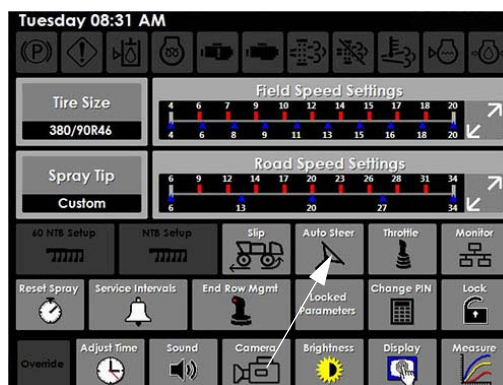 Tuesday 08:31 AM
Tire Size
380/90R46
Field Speed Settings
4 6 7 9 10 12 14 15 17 18 20
4 6 8 9 11 13 15 16 18 20
Spray Tip
Custom
Road Speed Settings
6 9 12 14 17 20 23 26 28 31 34
6 13 20 27 34
60 NTB Setup
NTB Setup
Slip
Auto Steer
Throttle
Monitor
Reset Spray
Service Intervals
End Row Mgmt
Locked
Parameters
Change PIN
Lock
Override
Adjust Time
Sound
Camera
Brightness
Display
Measure